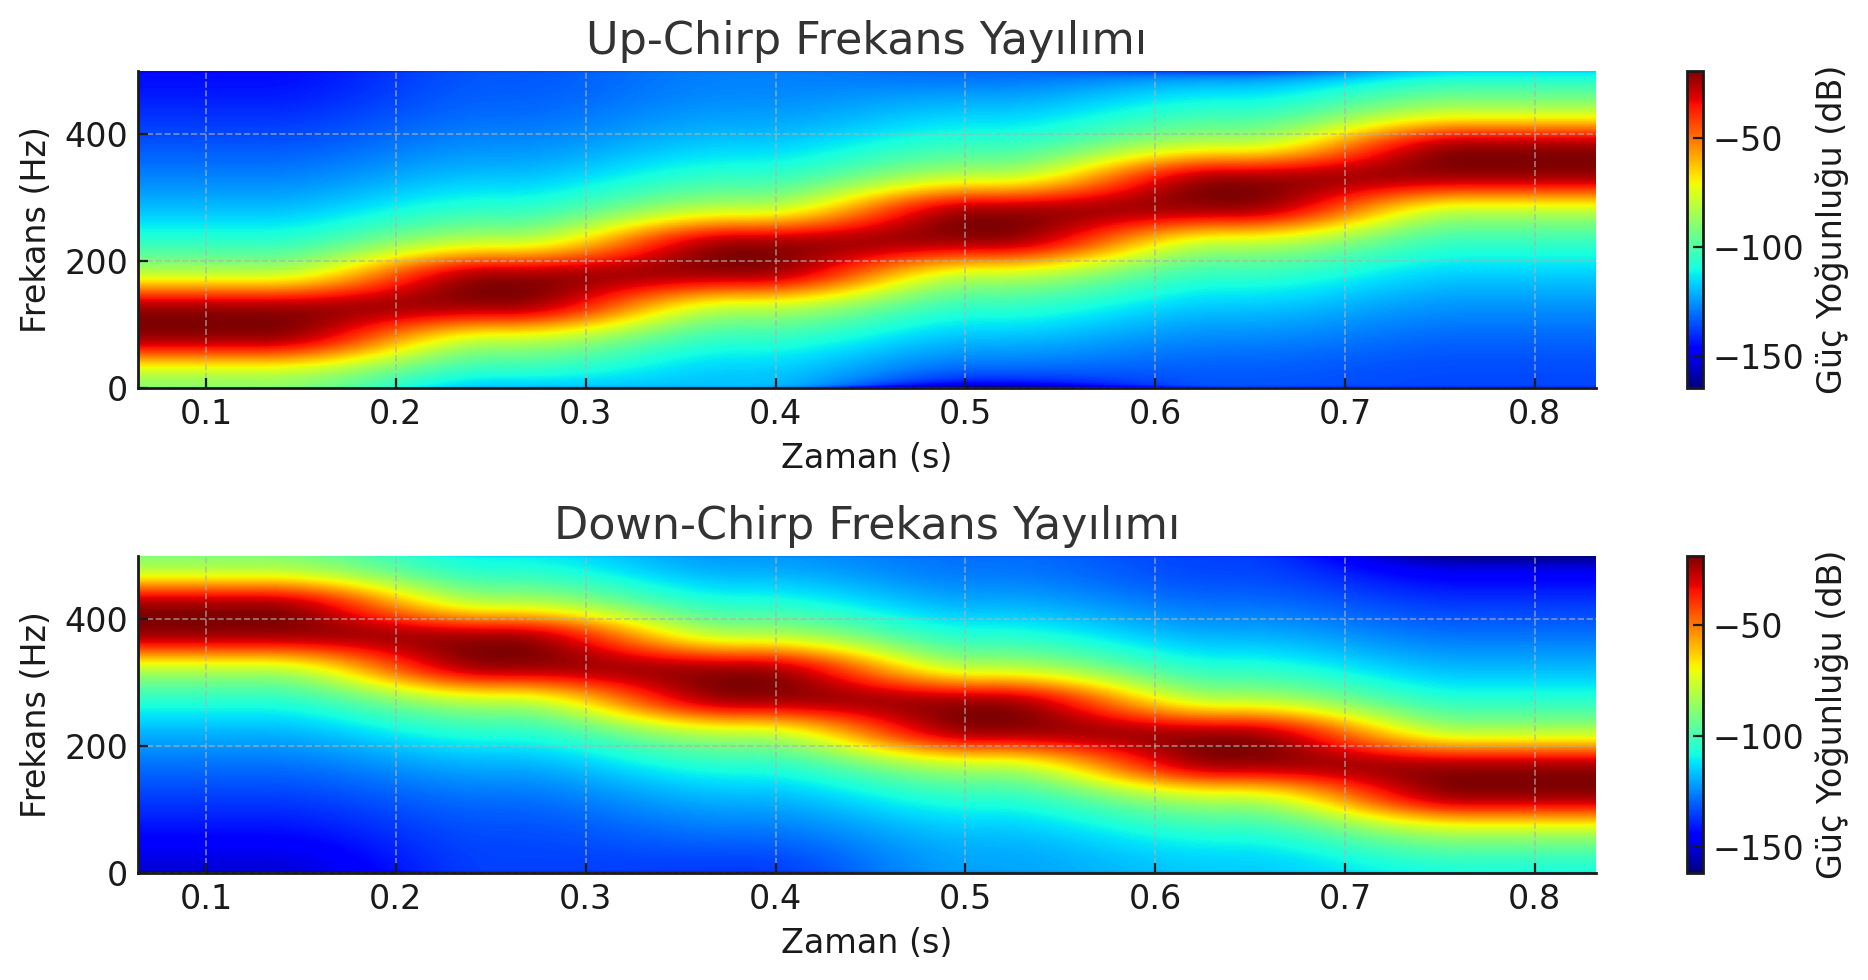 Up-Chirp Frekans Yayılımı
Frekans (Hz)
400
200
0
0.1 0.2 0.3 0.4 0.5 0.6 0.7 0.8
Zaman (s)
−50
−100
−150
Güç Yoğunluğu (dB)
Down-Chirp Frekans Yayılımı
Frekans (Hz)
400
200
0
0.1 0.2 0.3 0.4 0.5 0.6 0.7 0.8
Zaman (s)
−50
−100
−150
Güç Yoğunluğu (dB)